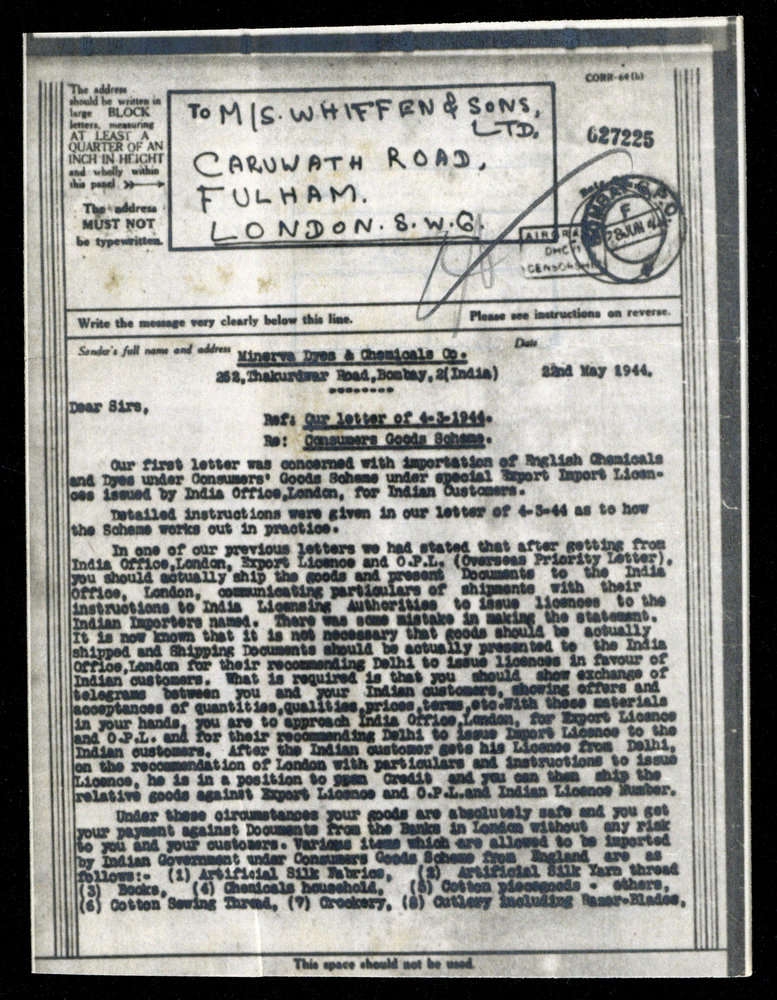 CORR-64(b)
The address
should be written in
large BLOCK
letters, measuring
AT LEAST A
QUARTER OF AN
INCH IN HEIGHT
and wholly within
this panel
The address
MUST NOT
be typewritten.
TO M/S. WHIFFEN & SONS,
LTD.
CARUWATH ROAD,
FULHAM.
LONDON. S.W.6.
627225
BOMBAY G.P.O.
F
28 JUN 44
Write the message very clearly below this line.
Please see instructions on reverse.
Sender's full name and address
Date
Minerva Dyes & Chemicals Co.
262, Thakurdwar Road, Bombay, 2(India)
22nd May 1944.
Dear Sirs,
Ref: Our letter of 4-3-1944.
Re: Consumers Goods Scheme.
Our first letter was concerned with importation of English Chemicals
and Dyes under Consumers' Goods Scheme under special Export Import Licen-
ces issued by India Office,London, for Indian Customers.
Detailed instructions were given in our letter of 4-3-44 as to how
the Scheme works out in practice.
In one of our previous letters we had stated that after getting from
India Office,London, Export Licence and O.P.L. (Overseas Priority Letter),
you should actually ship the goods and present Documents to the India
Office, London, communicating particulars of shipments with their
instructions to India Licensing Authorities to issue licences to the
Indian Importers named. There was some mistake in making the statement.
It is now known that it is not necessary that goods should be actually
shipped and Shipping Documents should be actually presented to the India
Office,London for their recommending Delhi to issue licences in favour of
Indian customers. What is required is that you should show exchange of
telegrams between you and your Indian customers, showing offers and
acceptances of quantities,qualities,prices,terms,etc.With these materials
in your hands, you are to approach India Office,London, for Export Licence
and O.P.L. and for their recommending Delhi to issue Import Licence to the
Indian customers. After the Indian customer gets his Licence from Delhi,
on the recommendation of London with particulars and instructions to issue
Licence, he is in a position to open Credit and you can then ship the
relative goods against Export Licence and O.P.L.and Indian Licence Number.
Under these circumstances your goods are absolutely safe and you get
your payment against Documents from the Banks in London without any risk
to you and your customers. Various items which are allowed to be imported
by Indian Government under Consumers Goods Scheme from England are as
follows:- (1) Artificial Silk Fabrics, (2) Artificial Silk Yarn thread
(3) Books, (4) Chemicals household, (5) Cotton piecegoods - others,
(6) Cotton Sewing Thread, (7) Crockery, (8) Cutlery including Razor-Blades,
This space should not be used.